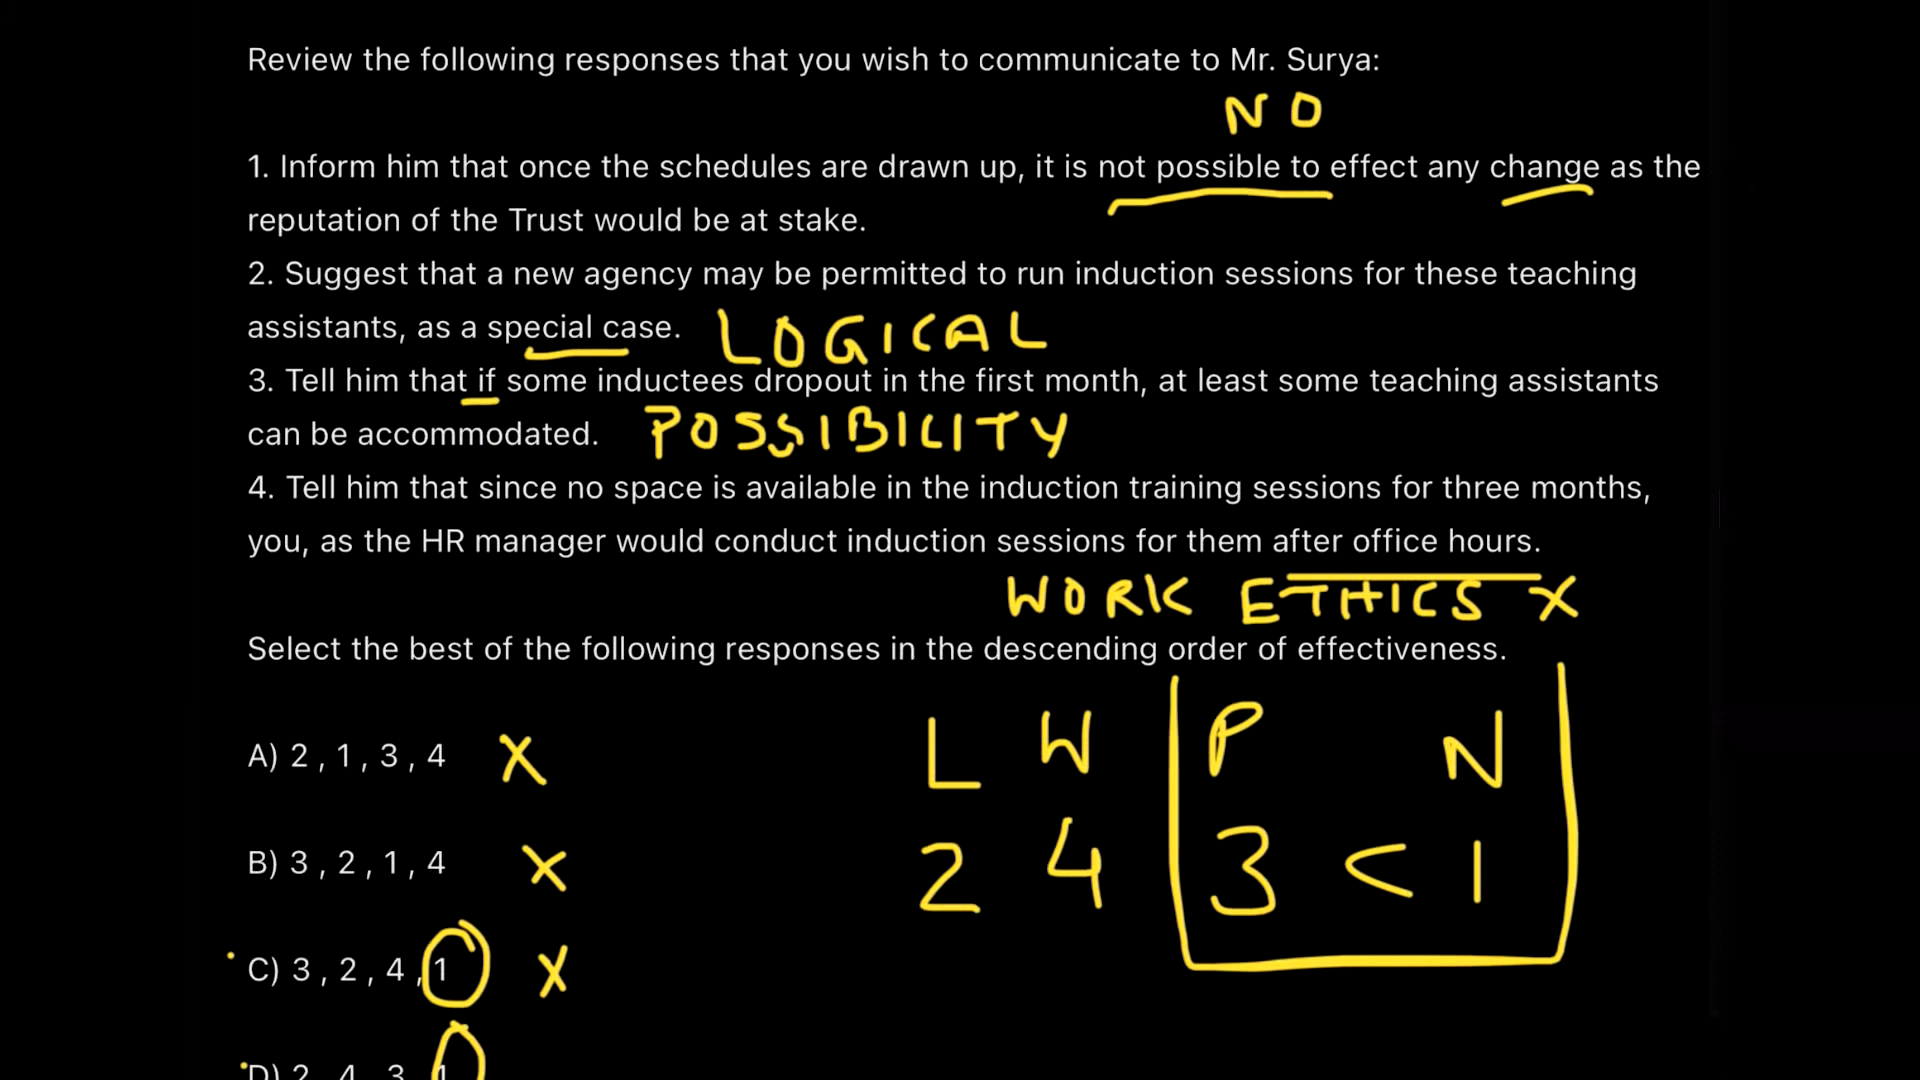 Review the following responses that you wish to communicate to Mr. Surya:
NO
1. Inform him that once the schedules are drawn up, it is not possible to effect any change as the
reputation of the Trust would be at stake.
2. Suggest that a new agency may be permitted to run induction sessions for these teaching
assistants, as a special case. LOGICAL
3. Tell him that if some inductees dropout in the first month, at least some teaching assistants
can be accommodated. POSSIBILITY
4. Tell him that since no space is available in the induction training sessions for three months,
you, as the HR manager would conduct induction sessions for them after office hours.
WORK ETHICS X
Select the best of the following responses in the descending order of effectiveness.
L W P N
A) 2 , 1 , 3 , 4 X
2 4 3 < 1
B) 3 , 2 , 1 , 4 X
C) 3 , 2 , 4 , 1 X
D) 2 , 4 , 3 , 1